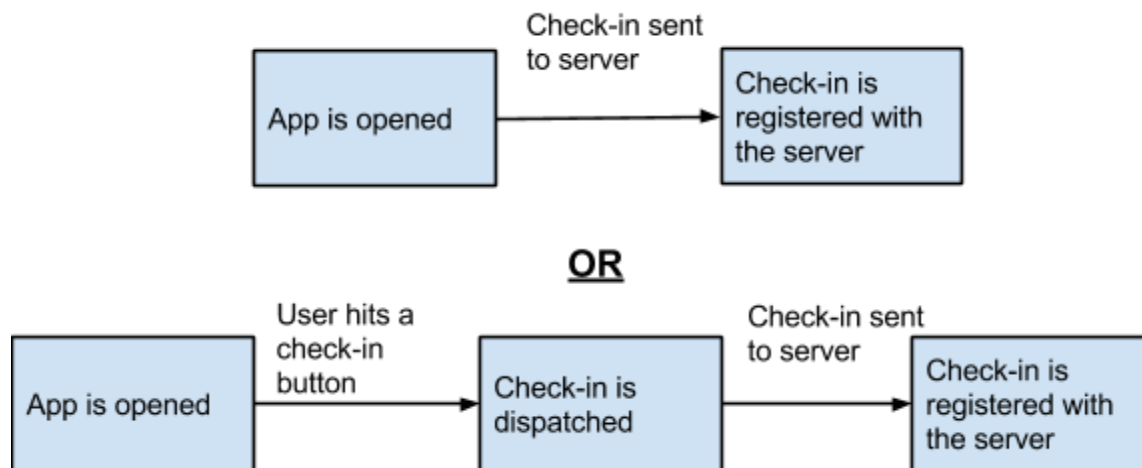 Check-in sent
to server
App is opened
Check-in is
registered with
the server
OR
User hits a
check-in
button
Check-in sent
to server
App is opened
Check-in is
dispatched
Check-in is
registered with
the server